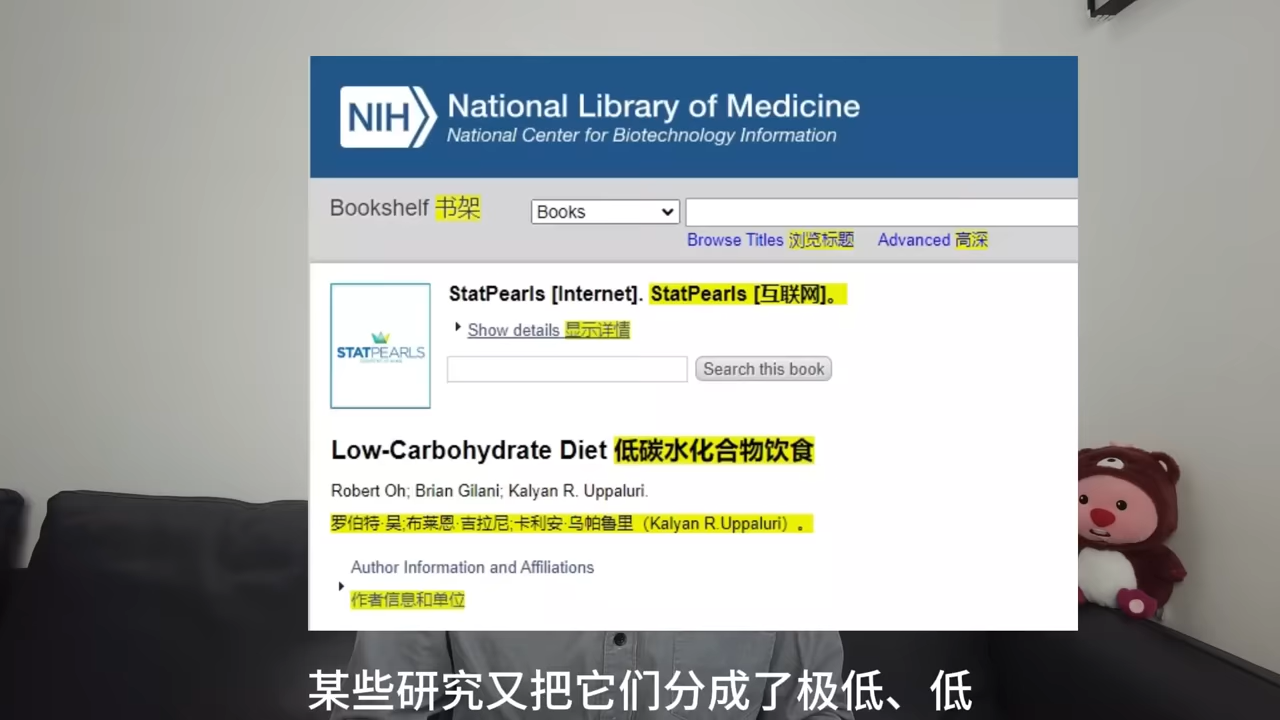 NIH National Library of Medicine
National Center for Biotechnology Information
Bookshelf 书架
Books
Browse Titles 浏览标题 Advanced 高深
StatPearls [Internet]. StatPearls [互联网]。
Show details 显示详情
Search this book
STATPEARLS
Low-Carbohydrate Diet 低碳水化合物饮食
Robert Oh; Brian Gilani; Kalyan R. Uppaluri.
罗伯特·吴;布莱恩·吉拉尼;卡利安·乌帕鲁里（Kalyan R.Uppaluri）。
Author Information and Affiliations
作者信息和单位
某些研究又把它们分成了极低、低